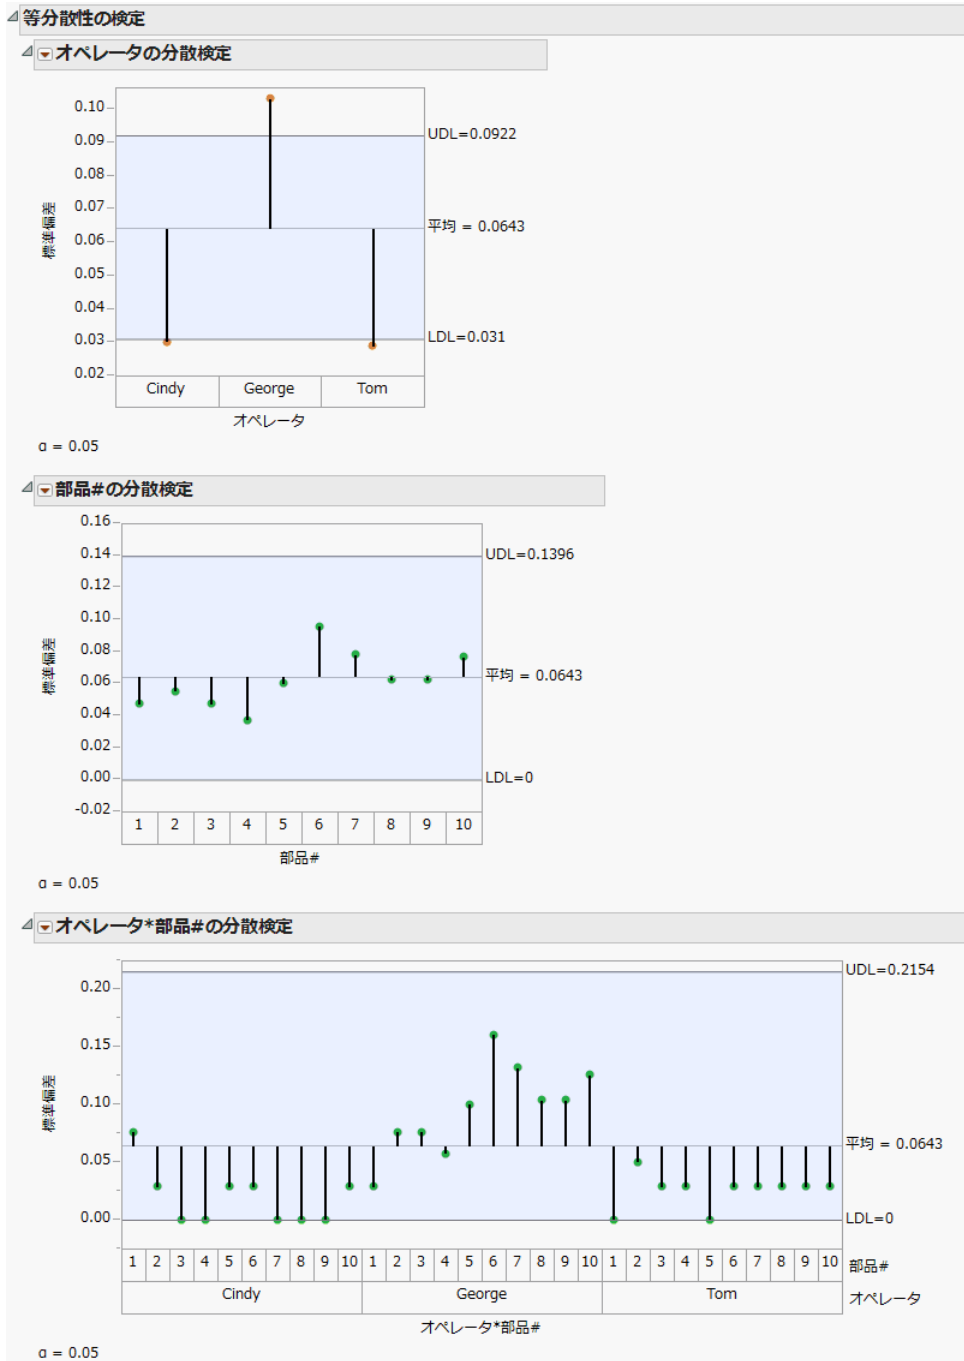 等分散性の検定
オペレータの分散検定
0.10
0.09
0.08
0.07
0.06
0.05
0.04
0.03
0.02
標準偏差
UDL=0.0922
平均 = 0.0643
LDL=0.031
Cindy George Tom
オペレータ
α = 0.05
部品#の分散検定
0.16
0.14
0.12
0.10
0.08
0.06
0.04
0.02
0.00
-0.02
標準偏差
UDL=0.1396
平均 = 0.0643
LDL=0
1 2 3 4 5 6 7 8 9 10
部品#
α = 0.05
オペレータ*部品#の分散検定
0.20
0.15
0.10
0.05
0.00
標準偏差
UDL=0.2154
平均 = 0.0643
LDL=0
1 2 3 4 5 6 7 8 9 10 1 2 3 4 5 6 7 8 9 10 1 2 3 4 5 6 7 8 9 10 部品#
Cindy George Tom オペレータ
オペレータ*部品#
α = 0.05